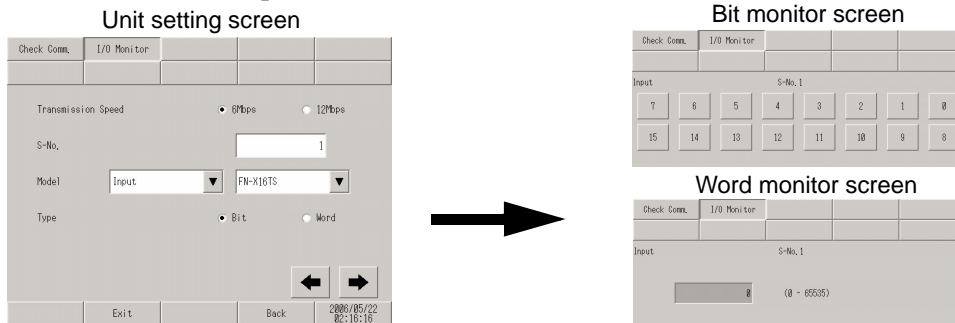 Unit setting screen
Check Comm. I/O Monitor
Transmission Speed 6Mbps 12Mbps
S-No. 1
Model Input ▼ FN-X16TS ▼
Type Bit Word
Exit Back 2006/05/22
02:16:16
Bit monitor screen
Check Comm. I/O Monitor
Input S-No.1
7 6 5 4 3 2 1 0
15 14 13 12 11 10 9 8
Word monitor screen
Check Comm. I/O Monitor
Input S-No.1
0 (0 - 65535)